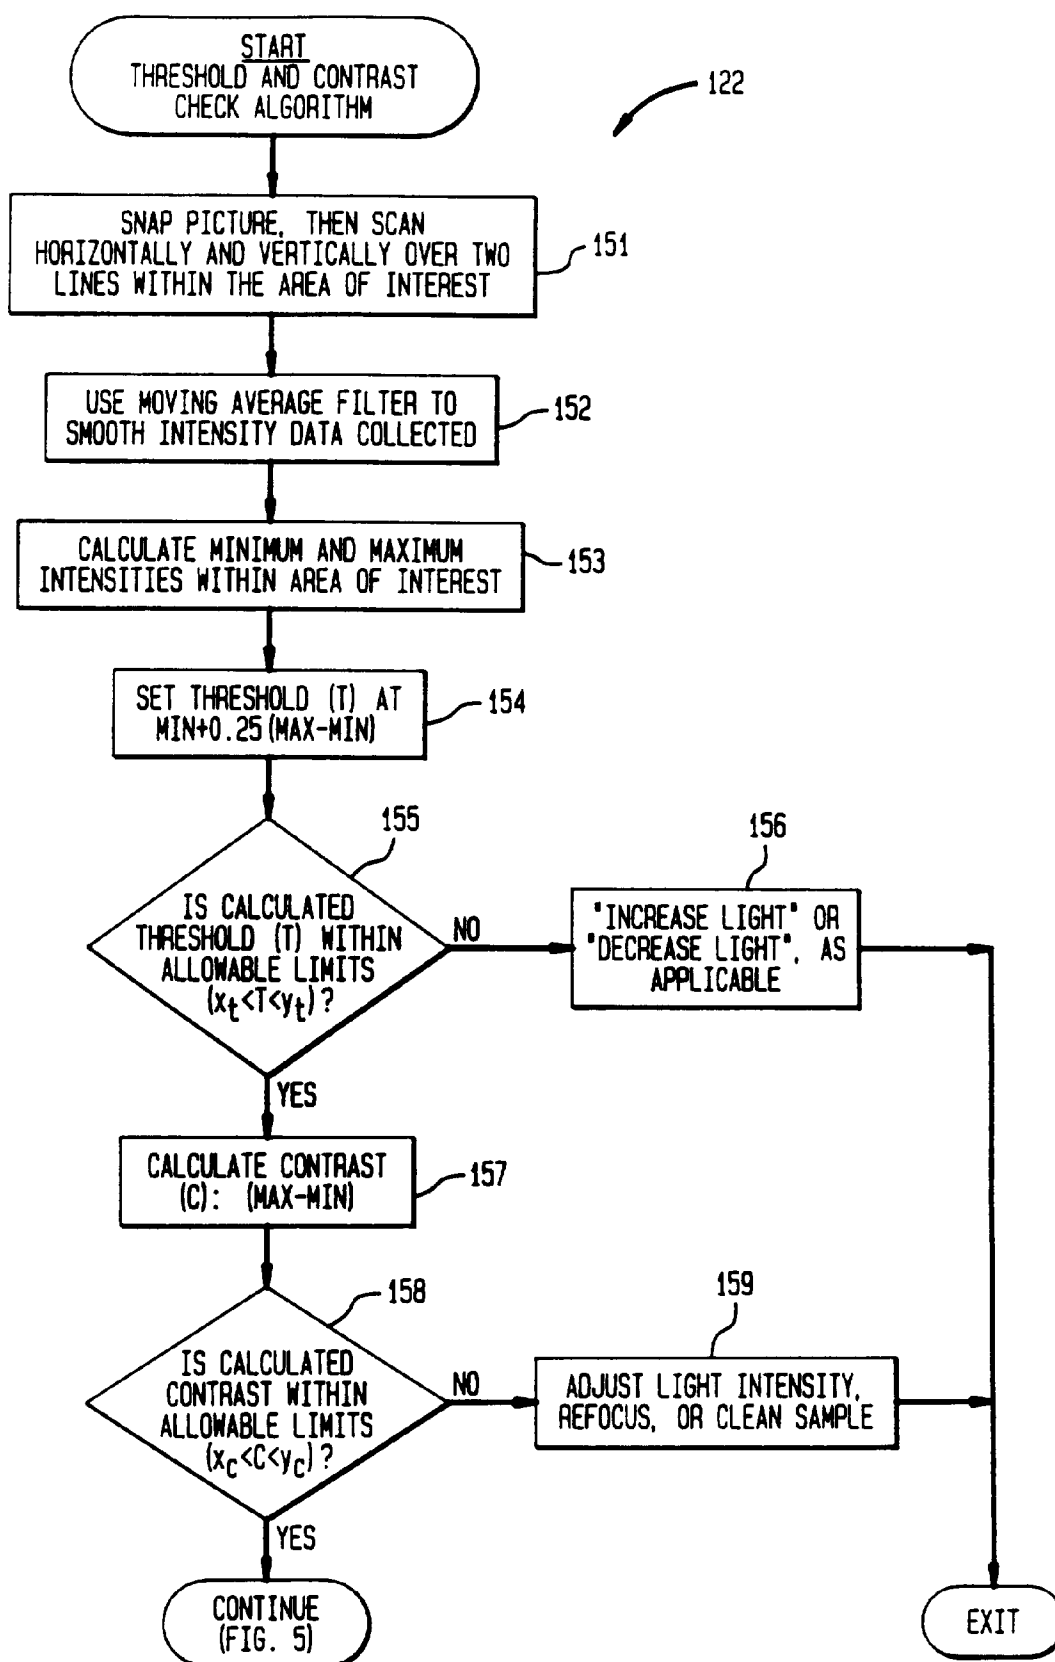 START
THRESHOLD AND CONTRAST
CHECK ALGORITHM
122
SNAP PICTURE, THEN SCAN
HORIZONTALLY AND VERTICALLY OVER TWO
LINES WITHIN THE AREA OF INTEREST
151
USE MOVING AVERAGE FILTER TO
SMOOTH INTENSITY DATA COLLECTED
152
CALCULATE MINIMUM AND MAXIMUM
INTENSITIES WITHIN AREA OF INTEREST
153
SET THRESHOLD (T) AT
MIN+0.25(MAX-MIN)
154
155
IS CALCULATED
THRESHOLD (T) WITHIN
ALLOWABLE LIMITS
(xt<T<yt)?
NO
156
"INCREASE LIGHT" OR
"DECREASE LIGHT", AS
APPLICABLE
YES
CALCULATE CONTRAST
(C): (MAX-MIN)
157
158
IS CALCULATED
CONTRAST WITHIN
ALLOWABLE LIMITS
(xc<C<yc)?
NO
159
ADJUST LIGHT INTENSITY,
REFOCUS, OR CLEAN SAMPLE
YES
CONTINUE
(FIG. 5)
EXIT